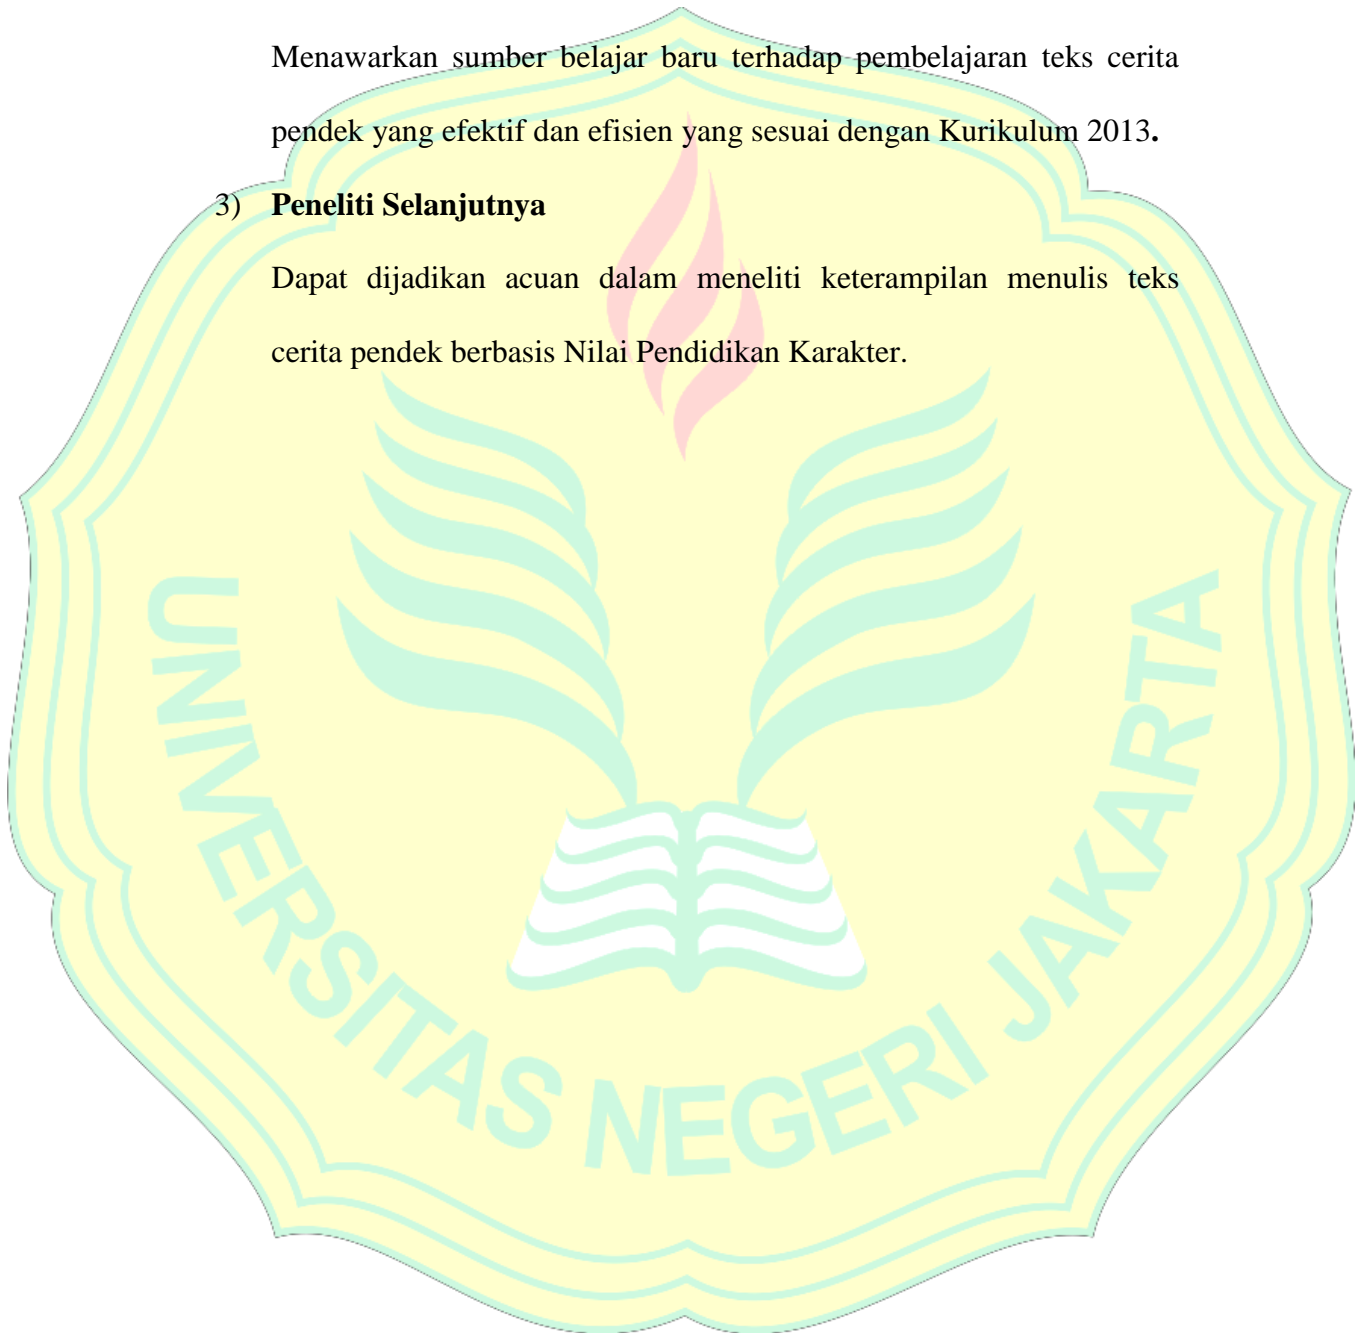 Menawarkan sumber belajar baru terhadap pembelajaran teks cerita
pendek yang efektif dan efisien yang sesuai dengan Kurikulum 2013.
3) Peneliti Selanjutnya
Dapat dijadikan acuan dalam meneliti keterampilan menulis teks
cerita pendek berbasis Nilai Pendidikan Karakter.
UNIVERSITAS NEGERI JAKARTA